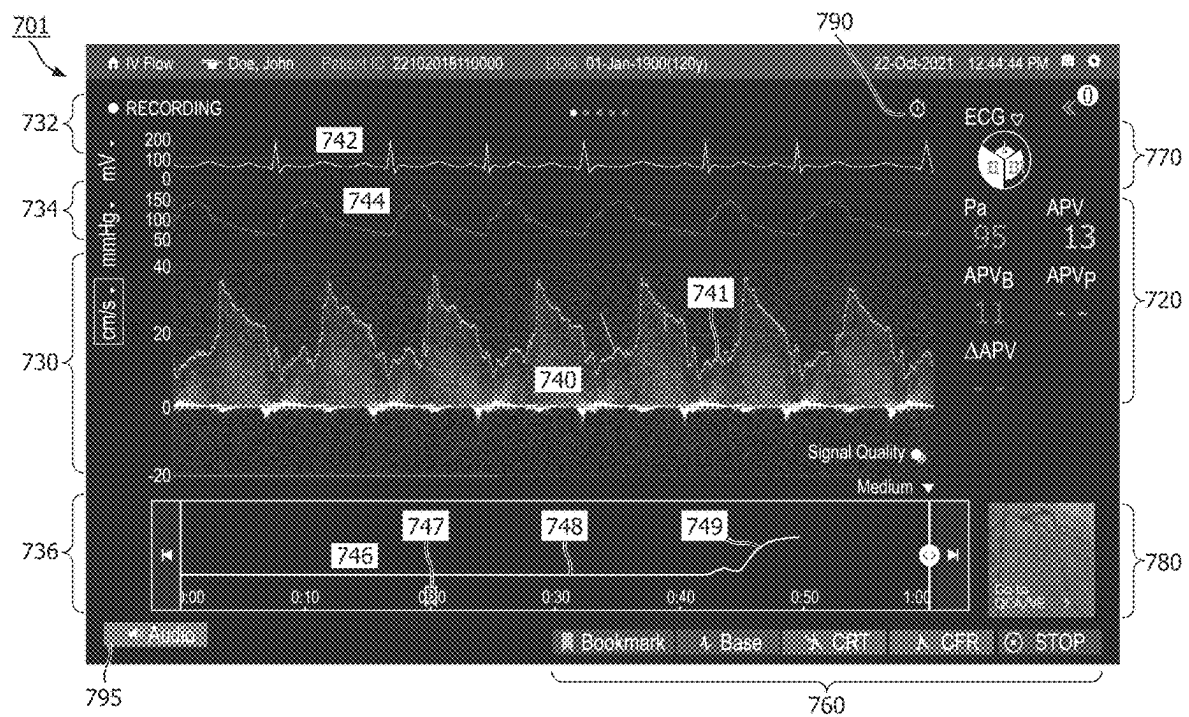 701
790
IV Flow Doe, John 22102015110000 01-Jan-1900(120y) 22-Oct-2021 12:44:44 PM
RECORDING
732
742
200
100
0
mV
ECG
770
734
744
150
100
50
mmHg
Pa APV
95 13
APVB APVP
11 --
ΔAPV
720
730
cm/s
40
20
0
-20
741
740
Signal Quality
Medium
736
746
747
748
749
0:10 0:30 0:40 0:50 1:00
780
Audio
Bookmark Base CRT CFR STOP
795
760